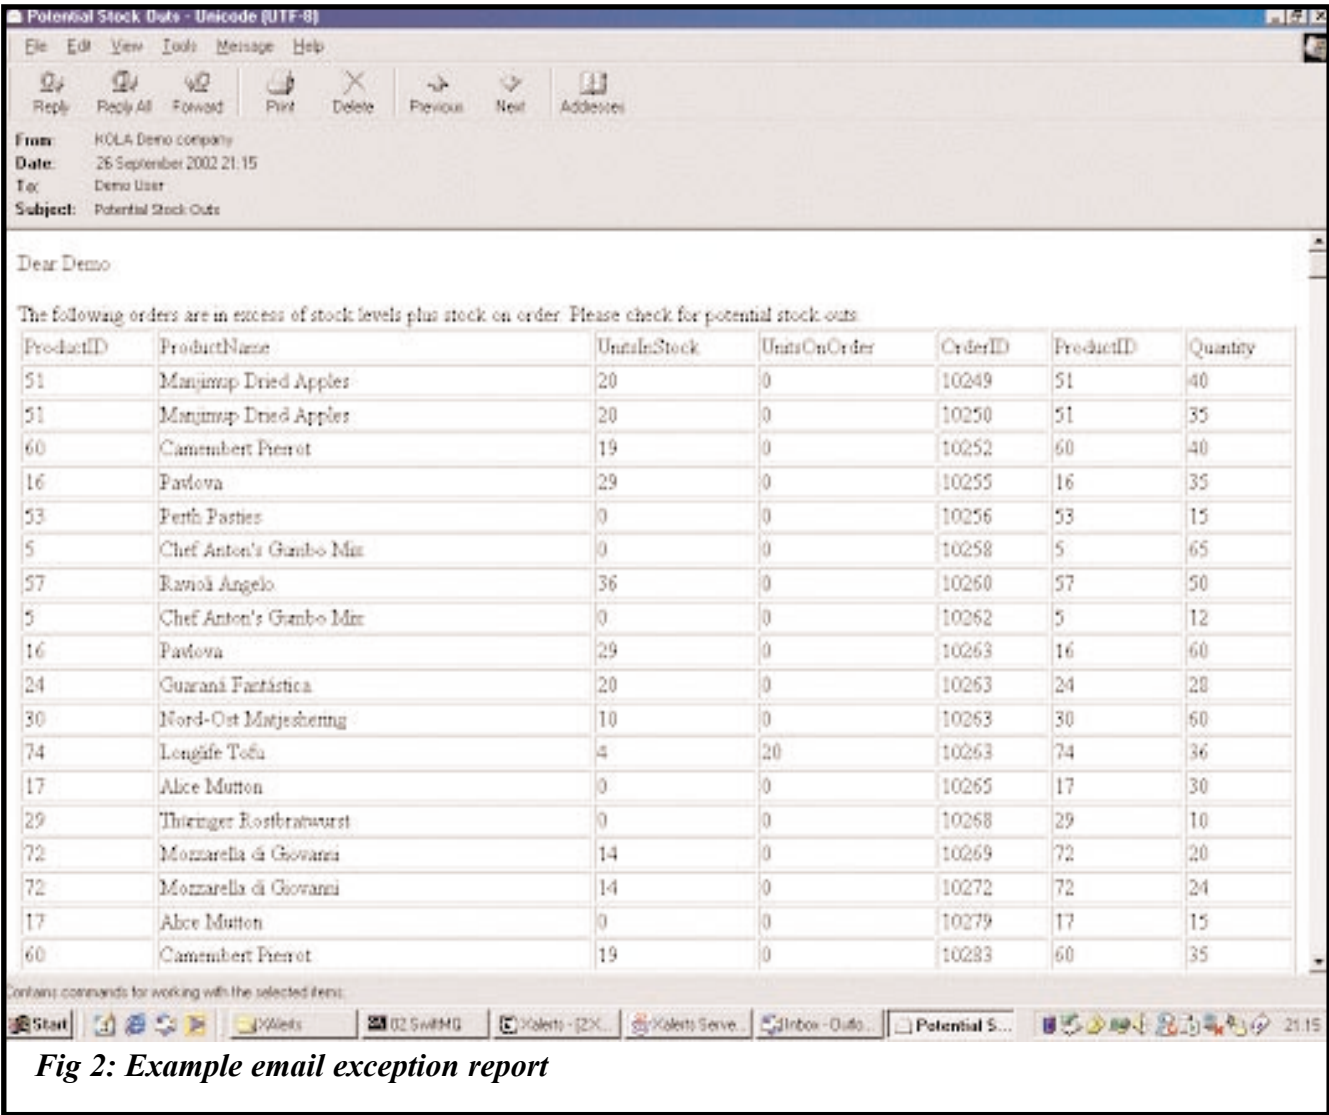 Potential Stock Outs - Unicode (UTF-8)
File Edit View Tools Message Help
Reply Reply All Forward Print Delete Previous Next Addresses
From: KOLA Demo company
Date: 26 September 2002 21:15
To: Demo User
Subject: Potential Stock Outs
Dear Demo
The following orders are in excess of stock levels plus stock on order. Please check for potential stock outs:
ProductID ProductName UnitsInStock UnitsOnOrder OrderID ProductID Quantity
51 Manjimup Dried Apples 20 0 10249 51 40
51 Manjimup Dried Apples 20 0 10250 51 35
60 Camembert Pierrot 19 0 10252 60 40
16 Pavlova 29 0 10255 16 35
53 Perth Pasties 0 0 10256 53 15
5 Chef Anton's Gumbo Mix 0 0 10258 5 65
57 Ravioli Angelo 36 0 10260 57 50
5 Chef Anton's Gumbo Mix 0 0 10262 5 12
16 Pavlova 29 0 10263 16 60
24 Guaraná Fantástica 20 0 10263 24 28
30 Nord-Ost Matjeshering 10 0 10263 30 60
74 Longlife Tofu 4 20 10263 74 36
17 Alice Mutton 0 0 10265 17 30
29 Thüringer Rostbratwurst 0 0 10268 29 10
72 Mozzarella di Giovanni 14 0 10269 72 20
72 Mozzarella di Giovanni 14 0 10272 72 24
17 Alice Mutton 0 0 10279 17 15
60 Camembert Pierrot 19 0 10283 60 35
Contains commands for working with the selected items.
Start XAlerts 02 SwiftMQ Xalerts - [2X... Xalerts Serve... Inbox - Outlo... Potential S... 21:15
Fig 2: Example email exception report